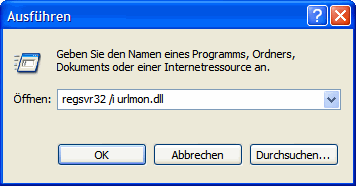 Ausführen
Geben Sie den Namen eines Programms, Ordners,
Dokuments oder einer Internetressource an.
Öffnen: regsvr32 /i urlmon.dll
OK Abbrechen Durchsuchen...